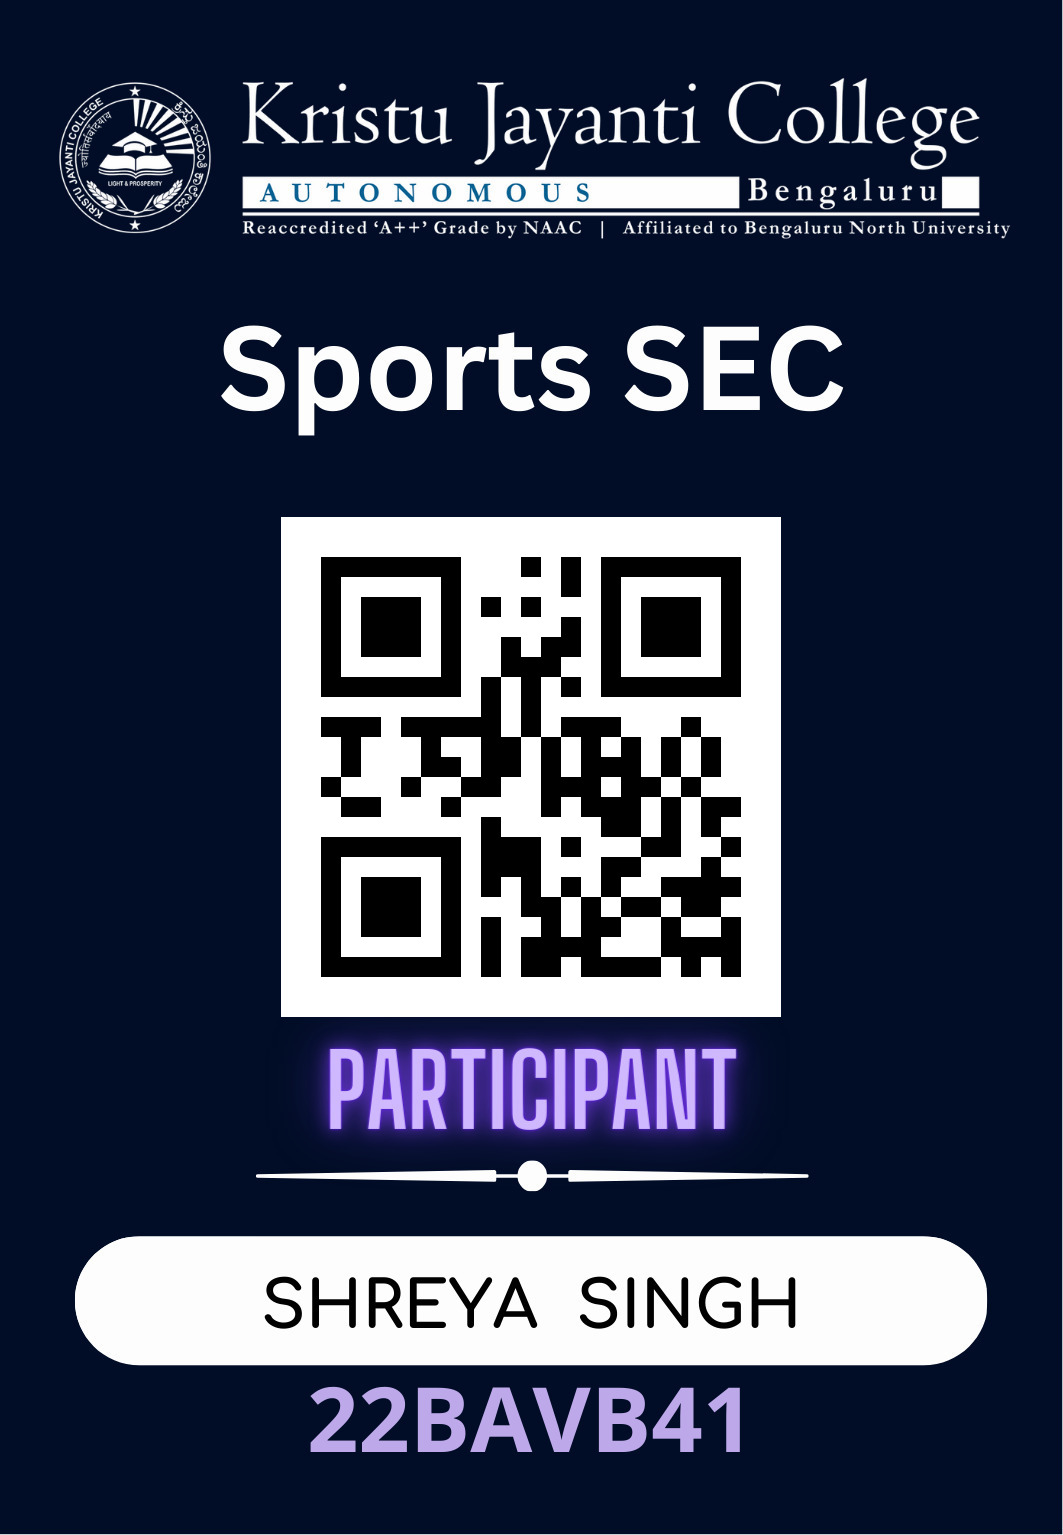 KRISTU JAYANTI COLLEGE
ಕ್ರಿಸ್ತು ಜಯಂತಿ ಕಾಲೇಜು
LIGHT & PROSPERITY
Kristu Jayanti College
AUTONOMOUS Bengaluru
Reaccredited ‘A++’ Grade by NAAC | Affiliated to Bengaluru North University
Sports SEC
PARTICIPANT
SHREYA SINGH
22BAVB41